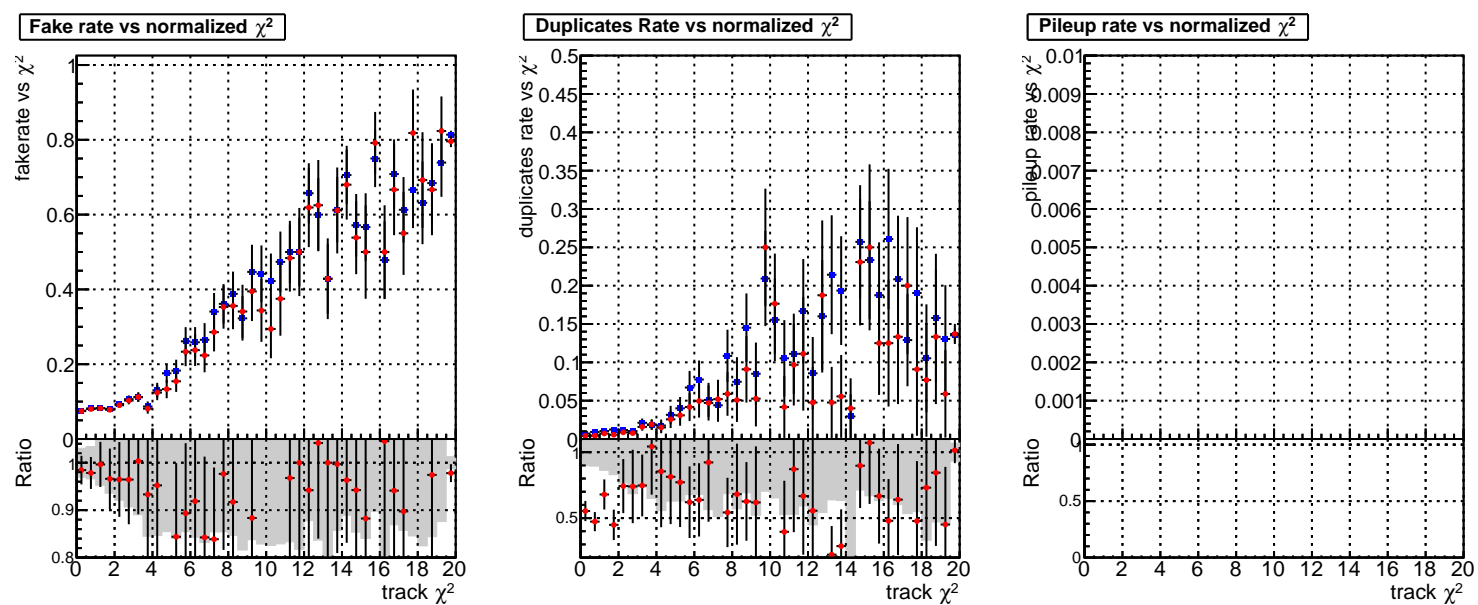 Fake rate vs normalized χ²
fakerate vs χ²
1
0.8
0.6
0.4
0.2
0
Ratio
1
0.9
0.8
0 2 4 6 8 10 12 14 16 18 20
track χ²
Duplicates Rate vs normalized χ²
duplicates rate vs χ²
0.5
0.45
0.4
0.35
0.3
0.25
0.2
0.15
0.1
0.05
0
Ratio
1
0.5
0 2 4 6 8 10 12 14 16 18 20
track χ²
Pileup rate vs normalized χ²
pileup rate vs χ²
0.01
0.009
0.008
0.007
0.006
0.005
0.004
0.003
0.002
0.001
0
Ratio
1
0.5
0
0 2 4 6 8 10 12 14 16 18 20
track χ²